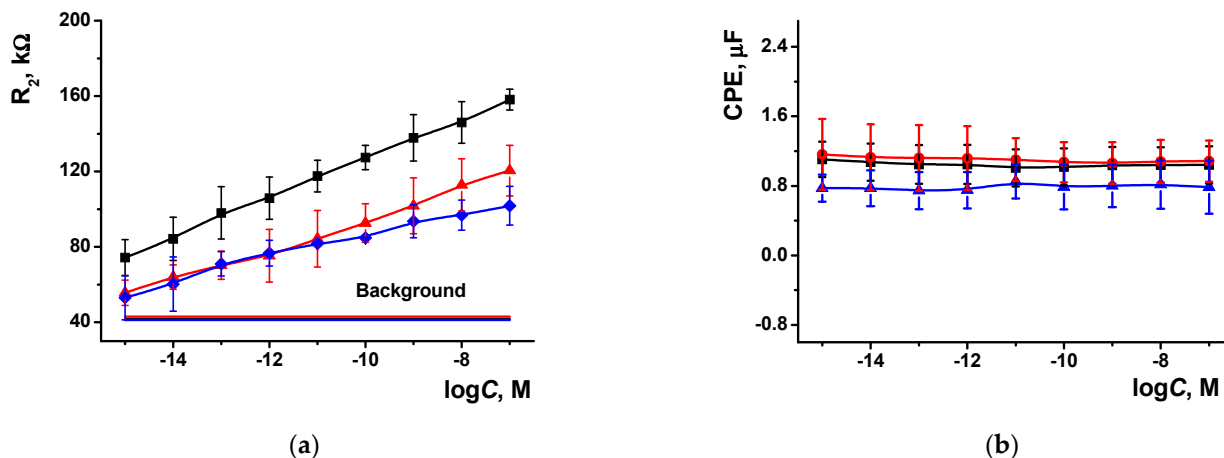 200
160
120
80
40
R2, kΩ
Background
-14 -12 -10 -8
logC, M
(a)
2.4
1.6
0.8
0.0
-0.8
CPE, μF
-14 -12 -10 -8
logC, M
(b)